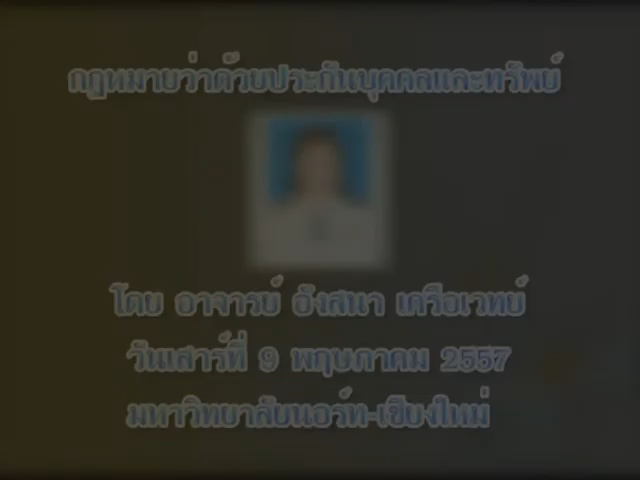 กฎหมายว่าด้วยประกันบุคคลและทรัพย์
โดย อาจารย์ อังสนา เครือเวทย์
วันเสาร์ที่ 9 พฤษภาคม 2557
มหาวิทยาลัยนอร์ท-เชียงใหม่